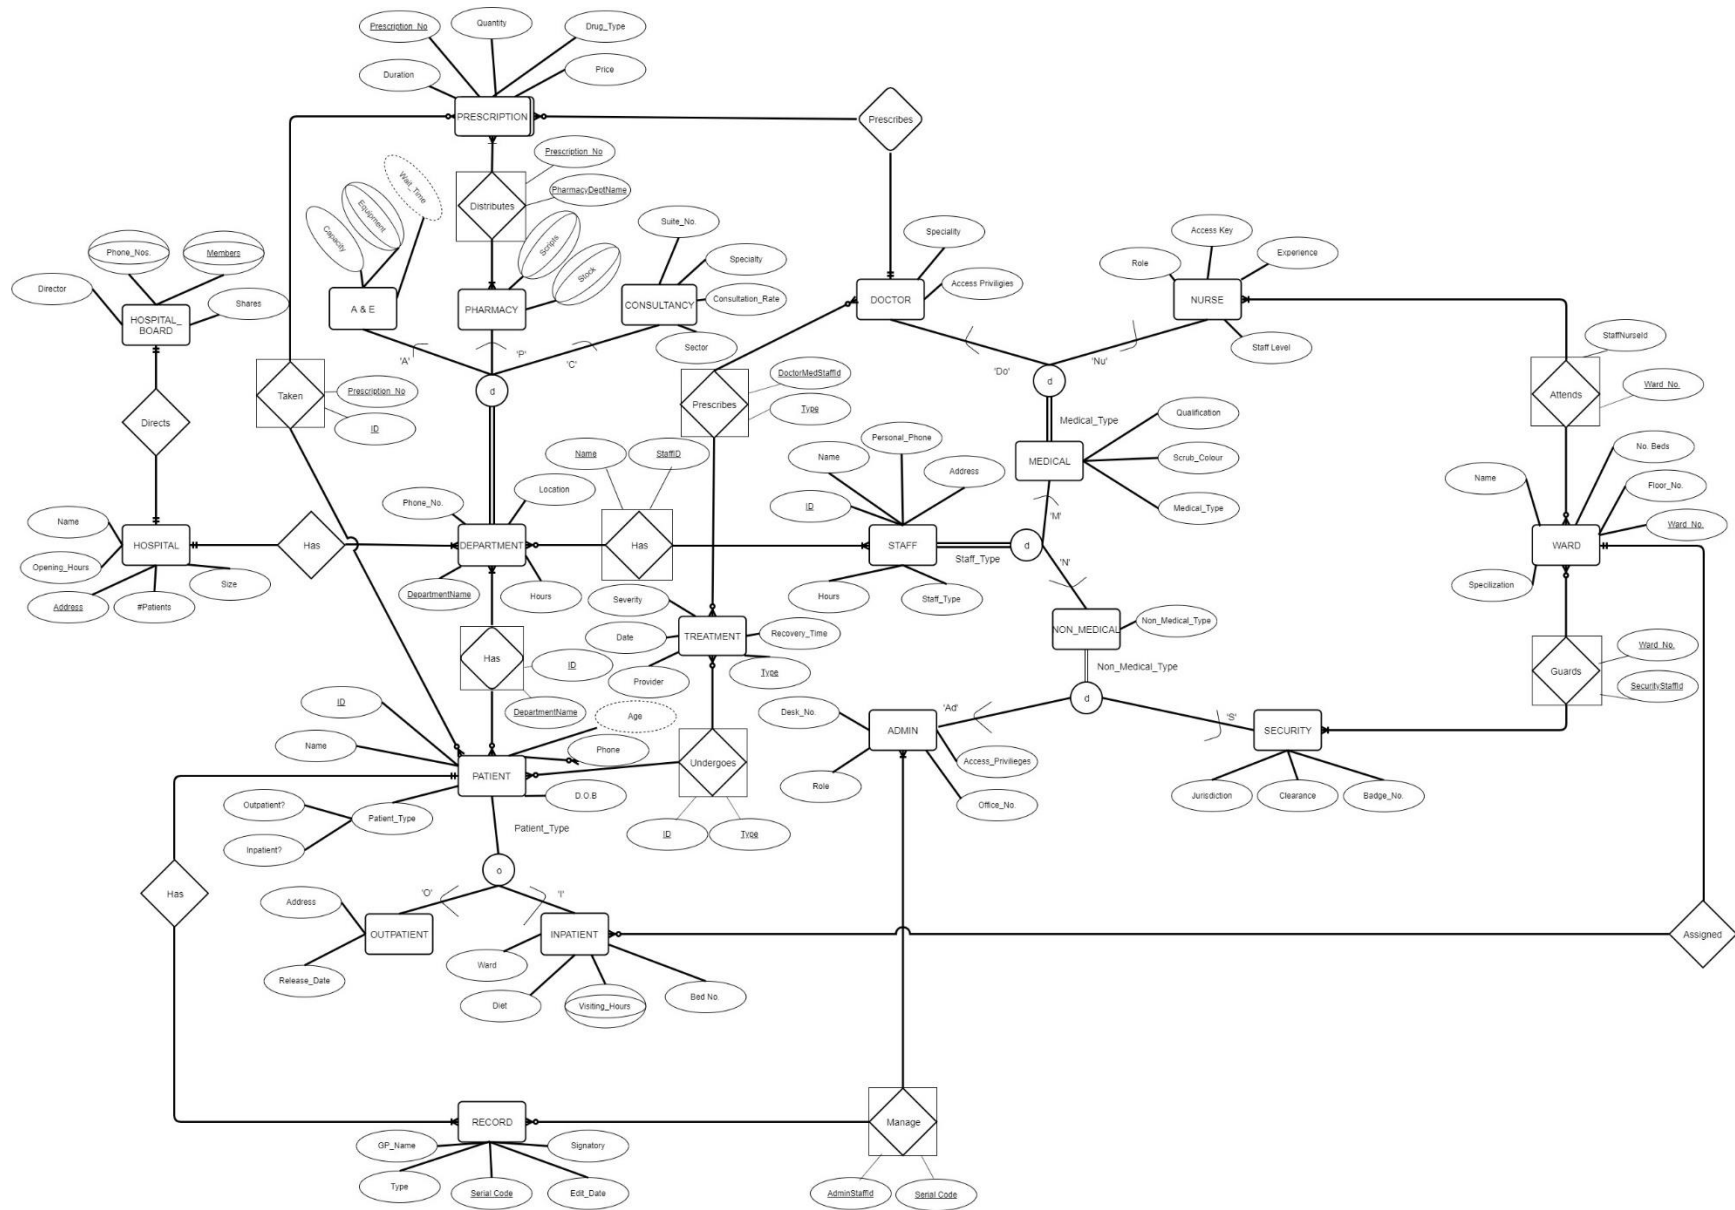 Prescription_No
Quantity
Drug_Type
Duration
Price
PRESCRIPTION
Prescribes
Prescription_No
PharmacyDeptName
Distributes
Wait_Time
Equipment
Capacity
Scripts
Stock
Suite_No.
Specialty
Consultation_Rate
Sector
A & E
PHARMACY
CONSULTANCY
'A'
'P'
'C'
d
Speciality
Access Priviligies
DOCTOR
Access Key
Role
Experience
NURSE
Staff Level
'Do'
'Nu'
d
Medical_Type
StaffNurseId
Ward_No.
Attends
Phone_Nos.
Members
Director
Shares
HOSPITAL_
BOARD
Directs
Taken
Prescription_No
ID
Prescribes
DoctorMedStaffId
Type
Qualification
Scrub_Colour
Medical_Type
MEDICAL
'M'
Name
Personal_Phone
Address
ID
STAFF
Staff_Type
d
Hours
Staff_Type
'N'
No. Beds
Name
Floor_No.
Ward_No.
WARD
Specilization
Name
StaffID
Has
Phone_No.
Location
DEPARTMENT
DepartmentName
Hours
Has
Name
HOSPITAL
Opening_Hours
Size
Address
#Patients
Severity
Date
TREATMENT
Recovery_Time
Provider
Type
NON_MEDICAL
Non_Medical_Type
Non_Medical_Type
d
'Ad'
'S'
Ward_No.
SecurityStaffId
Guards
Has
ID
DepartmentName
Age
Phone
ID
Name
PATIENT
D.O.B
Undergoes
ID
Type
Outpatient?
Patient_Type
Inpatient?
Patient_Type
o
'O'
'I'
Desk_No.
ADMIN
Access_Privilieges
Role
Office_No.
SECURITY
Jurisdiction
Clearance
Badge_No.
Has
Address
OUTPATIENT
Release_Date
INPATIENT
Ward
Diet
Visiting_Hours
Bed No.
Assigned
RECORD
GP_Name
Signatory
Type
Serial Code
Edit_Date
Manage
AdminStaffId
Serial Code